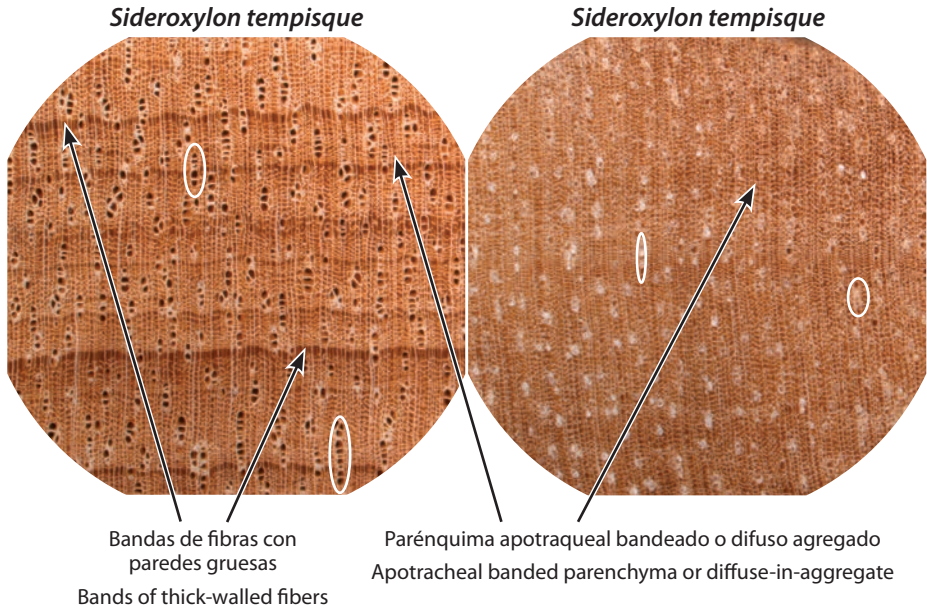 Sideroxylon tempisque
Sideroxylon tempisque
Bandas de fibras con
paredes gruesas
Bands of thick-walled fibers
Parénquima apotraqueal bandeado o difuso agregado
Apotracheal banded parenchyma or diffuse-in-aggregate